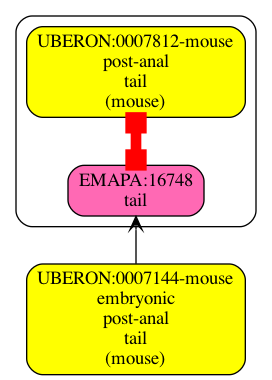 UBERON:0007812-mouse
post-anal
tail
(mouse)
EMAPA:16748
tail
UBERON:0007144-mouse
embryonic
post-anal
tail
(mouse)